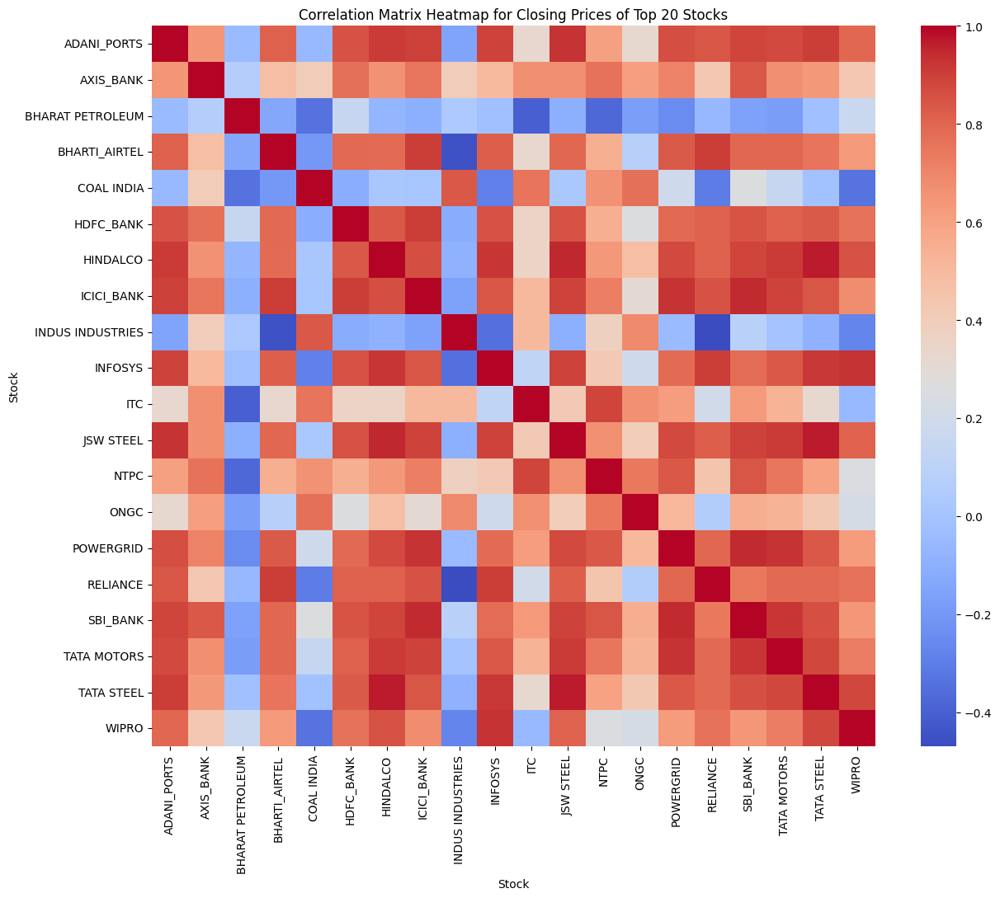 Correlation Matrix Heatmap for Closing Prices of Top 20 Stocks
Stock
ADANI_PORTS
AXIS_BANK
BHARAT PETROLEUM
BHARTI_AIRTEL
COAL INDIA
HDFC_BANK
HINDALCO
ICICI_BANK
INDUS INDUSTRIES
INFOSYS
ITC
JSW STEEL
NTPC
ONGC
POWERGRID
RELIANCE
SBI_BANK
TATA MOTORS
TATA STEEL
WIPRO
ADANI_PORTS
AXIS_BANK
BHARAT PETROLEUM
BHARTI_AIRTEL
COAL INDIA
HDFC_BANK
HINDALCO
ICICI_BANK
INDUS INDUSTRIES
INFOSYS
ITC
JSW STEEL
NTPC
ONGC
POWERGRID
RELIANCE
SBI_BANK
TATA MOTORS
TATA STEEL
WIPRO
Stock
1.0
0.8
0.6
0.4
0.2
0.0
−0.2
−0.4